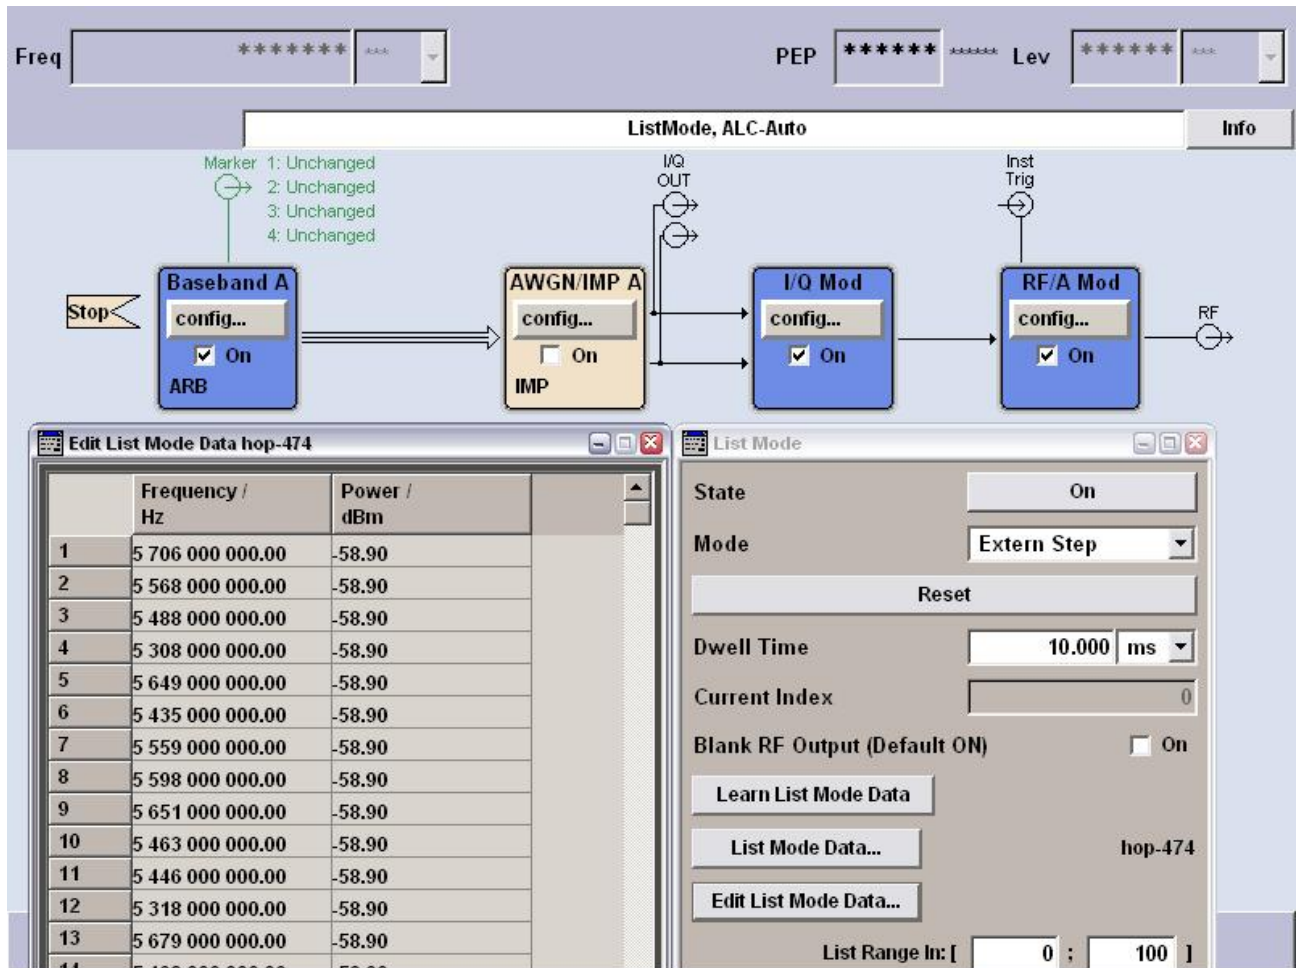 Freq ******* *** PEP ****** ****** Lev ****** ***
ListMode, ALC-Auto Info
Marker 1: Unchanged
2: Unchanged
3: Unchanged
4: Unchanged
I/Q
OUT
Inst
Trig
Stop
Baseband A
config...
On
ARB
AWGN/IMP A
config...
On
IMP
I/Q Mod
config...
On
RF/A Mod
config...
On
RF
Edit List Mode Data hop-474
Frequency / Power /
Hz dBm
1 5 706 000 000.00 -58.90
2 5 568 000 000.00 -58.90
3 5 488 000 000.00 -58.90
4 5 308 000 000.00 -58.90
5 5 649 000 000.00 -58.90
6 5 435 000 000.00 -58.90
7 5 559 000 000.00 -58.90
8 5 598 000 000.00 -58.90
9 5 651 000 000.00 -58.90
10 5 463 000 000.00 -58.90
11 5 446 000 000.00 -58.90
12 5 318 000 000.00 -58.90
13 5 679 000 000.00 -58.90
List Mode
State On
Mode Extern Step
Reset
Dwell Time 10.000 ms
Current Index 0
Blank RF Output (Default ON) On
Learn List Mode Data
List Mode Data... hop-474
Edit List Mode Data...
List Range In: [ 0 ; 100 ]